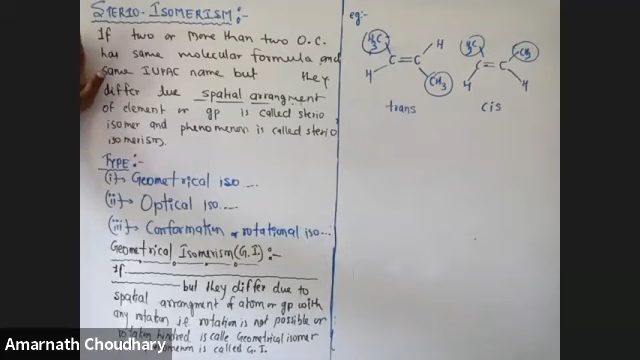 STERIO-ISOMERISM:-
If two or More than two O.C.
has same molecular formula and
same IUPAC name but they
differ due spatial arrangment
of element or gp is called sterio
isomer and phenomenon is called sterio
isomerism.
TYPE:-
(i) → Geometrical iso....
(ii) → Optical iso....
(iii) → Conformation or rotational iso...
Geometrical Isomerism (G.I) :-
If
but they differ due to
spatial arrangment of atom or gp with
any rotation i.e rotation is not possible or
rotation hindred is calle Geometrical isomer
is called G.I.
eg:-
H3C H
C=C
H CH3
trans
H3C CH3
C=C
H H
cis
Amarnath Choudhary